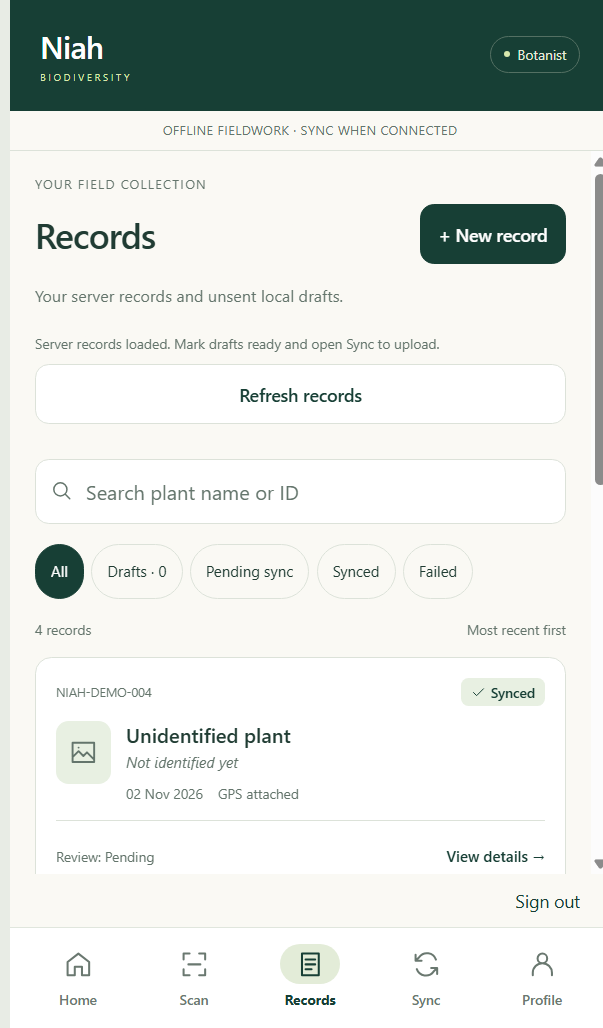 Niah
BIODIVERSITY
Botanist
OFFLINE FIELDWORK · SYNC WHEN CONNECTED
YOUR FIELD COLLECTION
Records
+ New record
Your server records and unsent local drafts.
Server records loaded. Mark drafts ready and open Sync to upload.
Refresh records
Search plant name or ID
All
Drafts · 0
Pending sync
Synced
Failed
4 records
Most recent first
NIAH-DEMO-004
Synced
Unidentified plant
Not identified yet
02 Nov 2026 GPS attached
Review: Pending
View details →
Sign out
Home
Scan
Records
Sync
Profile